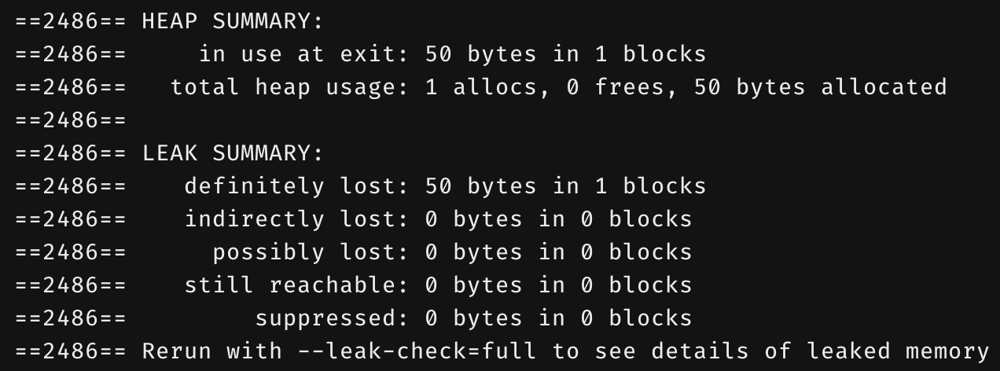 ==2486== HEAP SUMMARY:
==2486==     in use at exit: 50 bytes in 1 blocks
==2486==   total heap usage: 1 allocs, 0 frees, 50 bytes allocated
==2486==
==2486== LEAK SUMMARY:
==2486==    definitely lost: 50 bytes in 1 blocks
==2486==    indirectly lost: 0 bytes in 0 blocks
==2486==      possibly lost: 0 bytes in 0 blocks
==2486==    still reachable: 0 bytes in 0 blocks
==2486==         suppressed: 0 bytes in 0 blocks
==2486== Rerun with --leak-check=full to see details of leaked memory